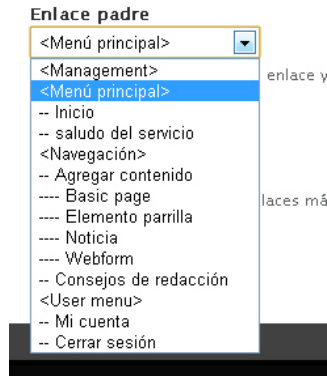 Enlace padre
<Menú principal>
<Management>
<Menú principal>
-- Inicio
-- saludo del servicio
<Navegación>
-- Agregar contenido
---- Basic page
---- Elemento parrilla
---- Noticia
---- Webform
-- Consejos de redacción
<User menu>
-- Mi cuenta
-- Cerrar sesión
enlace y
laces má